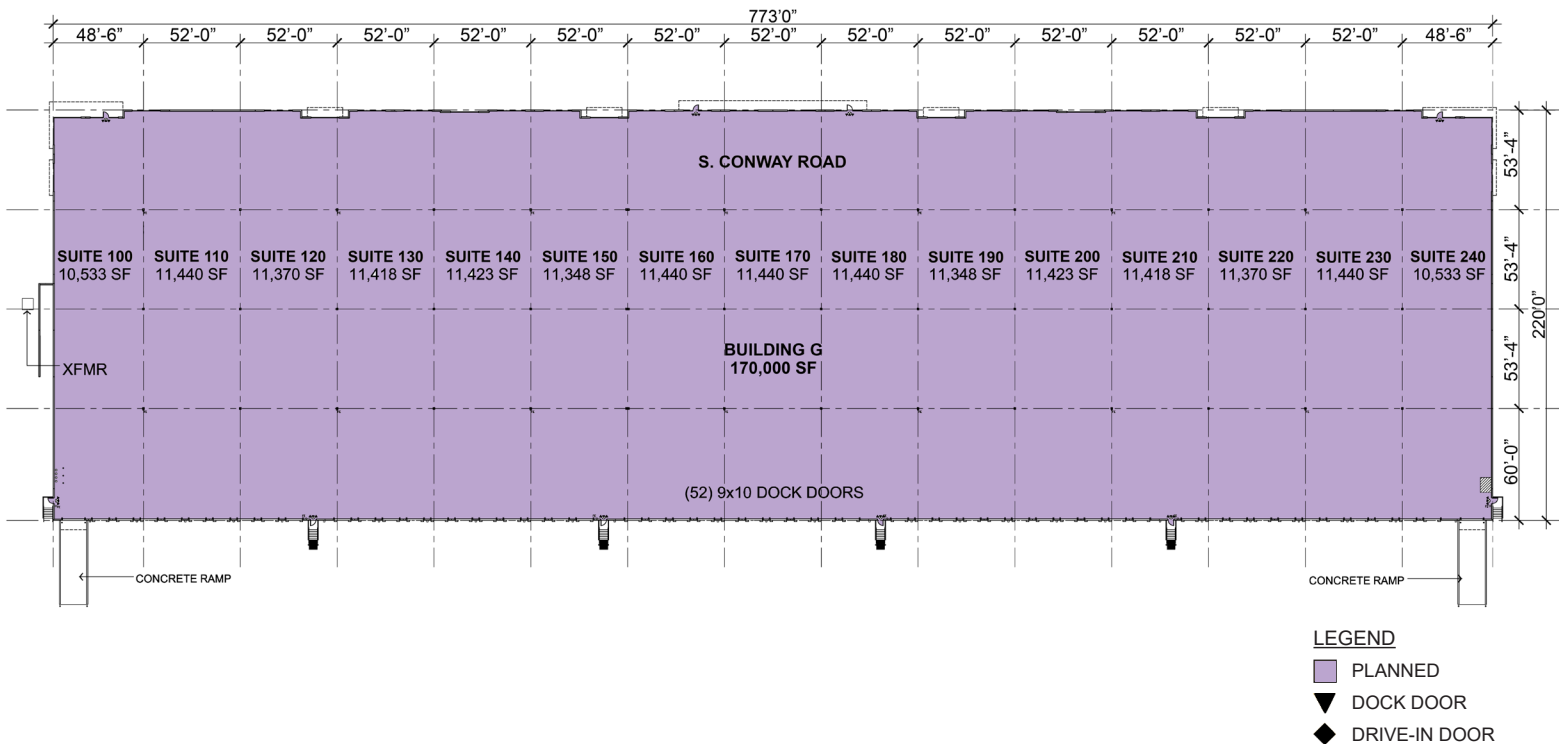 773'0”
48'-6” 52'-0” 52'-0” 52'-0” 52'-0” 52'-0” 52'-0” 52'-0” 52'-0” 52'-0” 52'-0” 52'-0” 52'-0” 52'-0” 48'-6”
S. CONWAY ROAD
53'-4”
SUITE 100 SUITE 110 SUITE 120 SUITE 130 SUITE 140 SUITE 150 SUITE 160 SUITE 170 SUITE 180 SUITE 190 SUITE 200 SUITE 210 SUITE 220 SUITE 230 SUITE 240
10,533 SF 11,440 SF 11,370 SF 11,418 SF 11,423 SF 11,348 SF 11,440 SF 11,440 SF 11,440 SF 11,348 SF 11,423 SF 11,418 SF 11,370 SF 11,440 SF 10,533 SF
53'-4”
220'0”
BUILDING G
170,000 SF
53'-4”
XFMR
60'-0”
(52) 9x10 DOCK DOORS
CONCRETE RAMP
CONCRETE RAMP
LEGEND
PLANNED
DOCK DOOR
DRIVE-IN DOOR